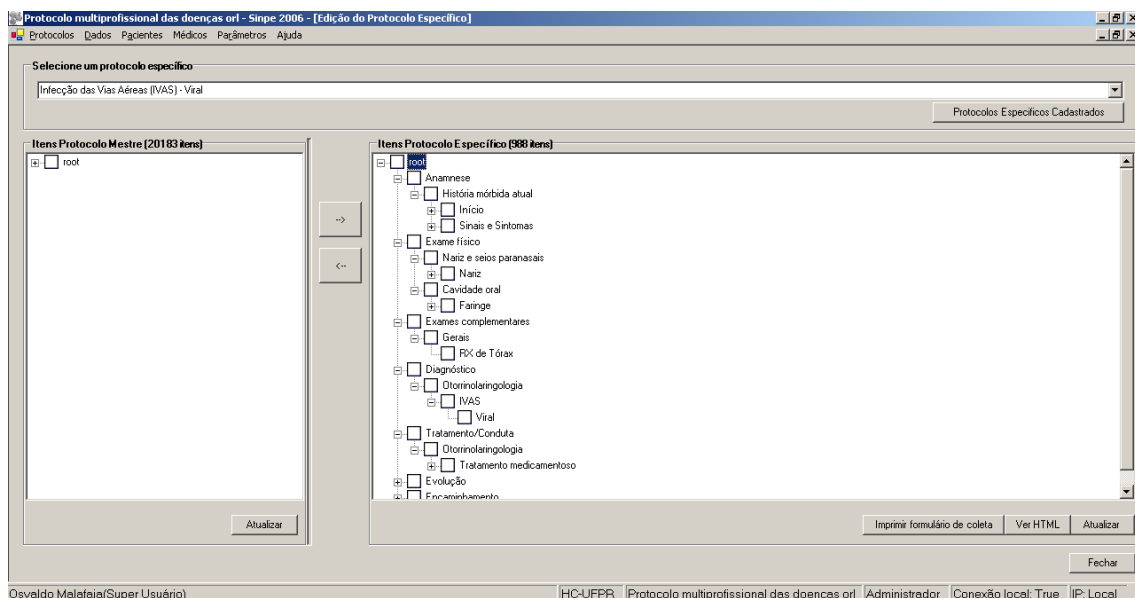 Protocolo multiprofissional das doenças orl - Sinpe 2006 - [Edição do Protocolo Específico]
Protocolos Dados Pacientes Médicos Parâmetros Ajuda
Selecione um protocolo específico
Infecção das Vias Aéreas (IVAS) - Viral
Protocolos Específicos Cadastrados
Itens Protocolo Mestre (20183 itens)
root
-->
<--
Atualizar
Itens Protocolo Específico (988 itens)
root
Anamnese
História mórbida atual
Início
Sinais e Sintomas
Exame físico
Nariz e seios paranasais
Nariz
Cavidade oral
Faringe
Exames complementares
Gerais
RX de Tórax
Diagnóstico
Otorrinolaringologia
IVAS
Viral
Tratamento/Conduta
Otorrinolaringologia
Tratamento medicamentoso
Evolução
Encaminhamento
Imprimir formulário de coleta Ver HTML Atualizar
Fechar
Osvaldo Malafaia(Super Usuário) HC-UFPR Protocolo multiprofissional das doenças orl Administrador Conexão local: True IP: Local